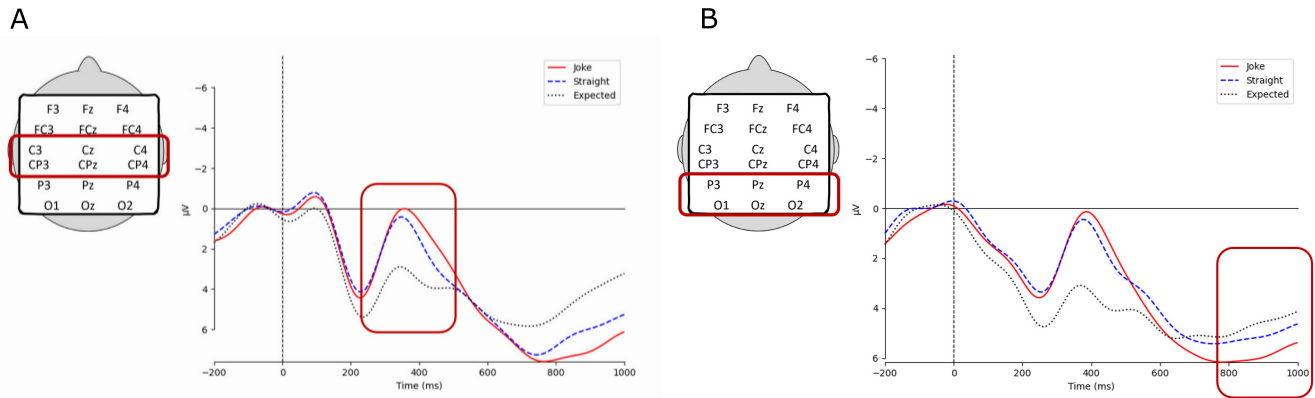 A
B
F3 Fz F4
FC3 FCz FC4
C3 Cz C4
CP3 CPz CP4
P3 Pz P4
O1 Oz O2
Joke
Straight
Expected
−6
−4
−2
0
2
4
6
μV
−200 0 200 400 600 800 1000
Time (ms)
F3 Fz F4
FC3 FCz FC4
C3 Cz C4
CP3 CPz CP4
P3 Pz P4
O1 Oz O2
Joke
Straight
Expected
−6
−4
−2
0
2
4
6
μV
−200 0 200 400 600 800 1000
Time (ms)